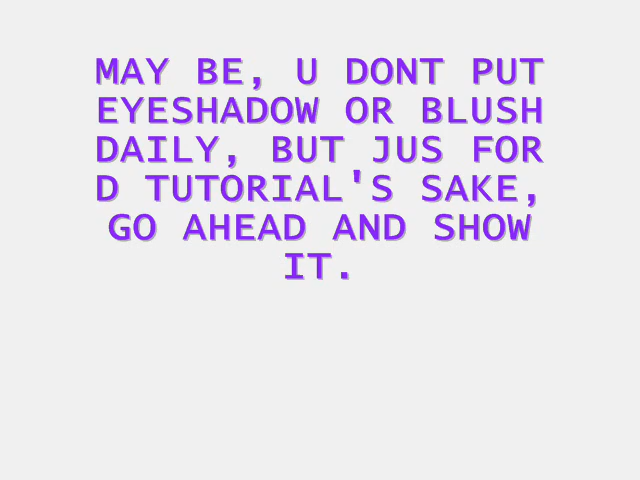 MAY BE, U DONT PUT
EYESHADOW OR BLUSH
DAILY, BUT JUS FOR
D TUTORIAL'S SAKE,
GO AHEAD AND SHOW
IT.